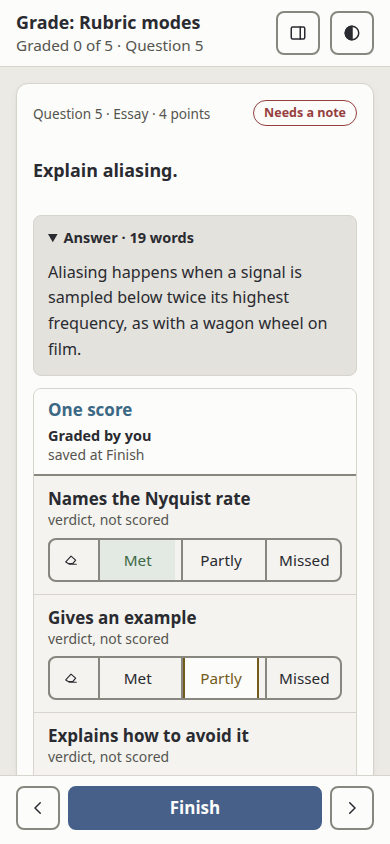 Grade: Rubric modes
Graded 0 of 5 · Question 5
Question 5 · Essay · 4 points
Needs a note
Explain aliasing.
Answer · 19 words
Aliasing happens when a signal is
sampled below twice its highest
frequency, as with a wagon wheel on
film.
One score
Graded by you
saved at Finish
Names the Nyquist rate
verdict, not scored
Met Partly Missed
Gives an example
verdict, not scored
Met Partly Missed
Explains how to avoid it
verdict, not scored
Finish